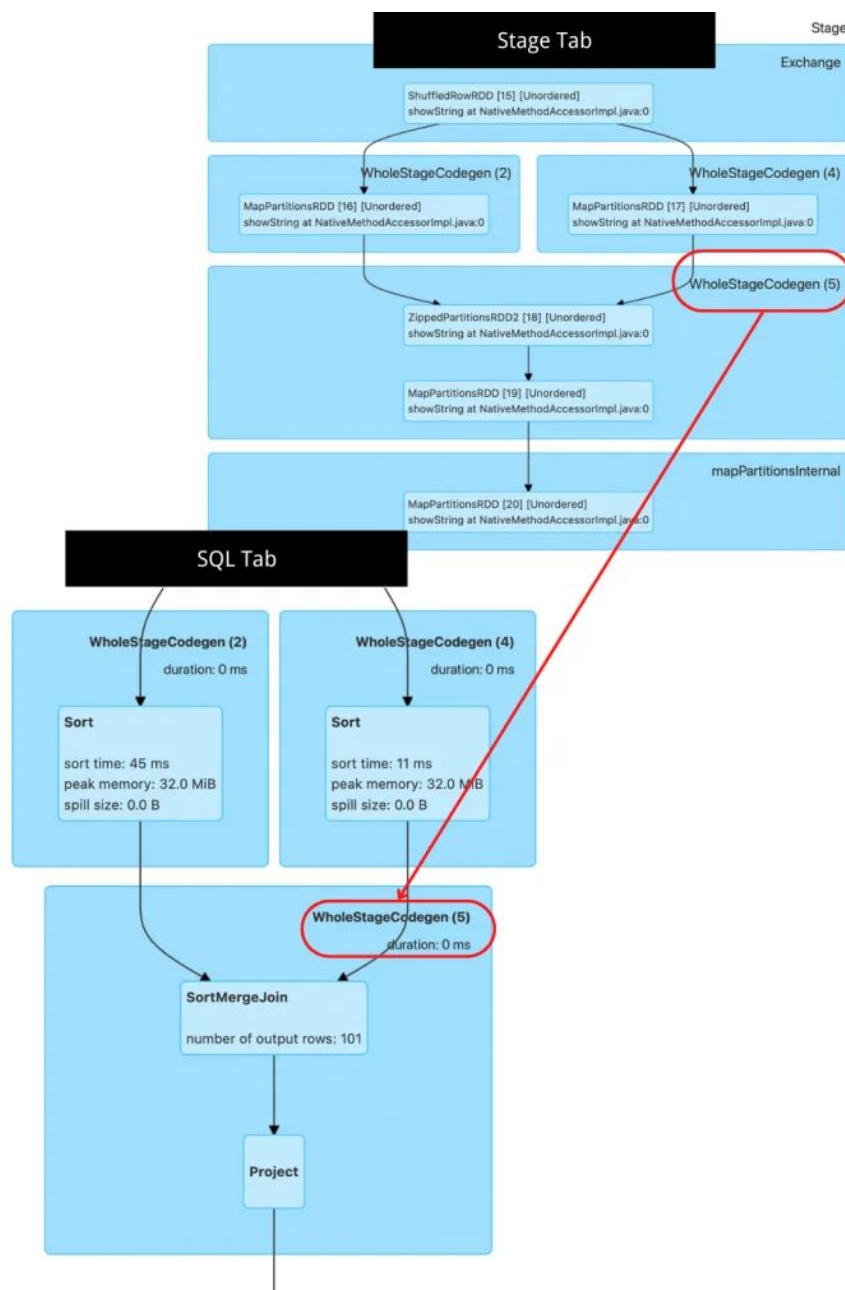 Stage Tab
Stage
Exchange
ShuffledRowRDD [15] [Unordered]
showString at NativeMethodAccessorImpl.java:0
WholeStageCodegen (2)
WholeStageCodegen (4)
MapPartitionsRDD [16] [Unordered]
showString at NativeMethodAccessorImpl.java:0
MapPartitionsRDD [17] [Unordered]
showString at NativeMethodAccessorImpl.java:0
WholeStageCodegen (5)
ZippedPartitionsRDD2 [18] [Unordered]
showString at NativeMethodAccessorImpl.java:0
MapPartitionsRDD [19] [Unordered]
showString at NativeMethodAccessorImpl.java:0
mapPartitionsInternal
MapPartitionsRDD [20] [Unordered]
showString at NativeMethodAccessorImpl.java:0
SQL Tab
WholeStageCodegen (2)
duration: 0 ms
WholeStageCodegen (4)
duration: 0 ms
Sort
sort time: 45 ms
peak memory: 32.0 MiB
spill size: 0.0 B
Sort
sort time: 11 ms
peak memory: 32.0 MiB
spill size: 0.0 B
WholeStageCodegen (5)
duration: 0 ms
SortMergeJoin
number of output rows: 101
Project